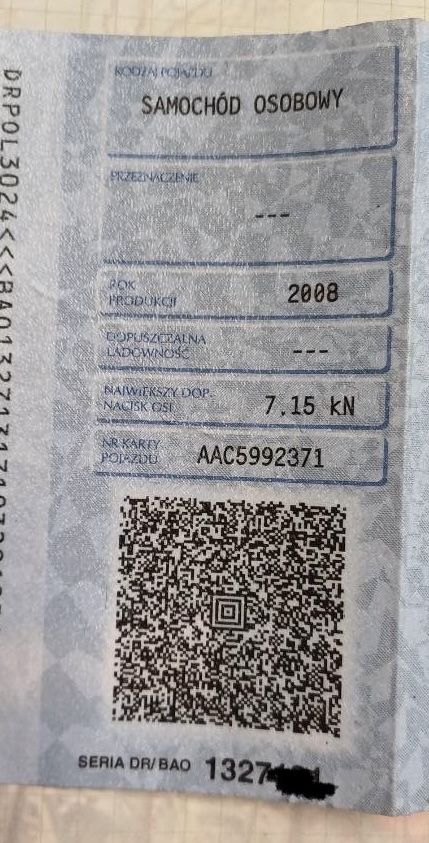 RODZAJ POJAZDU
SAMOCHÓD OSOBOWY
PRZEZNACZENIE
---
ROK
PRODUKCJI
2008
DOPUSZCZALNA
ŁADOWNOŚĆ
---
NAJWIĘKSZY DOP.
NACISK OSI
7,15 kN
NR KARTY
POJAZDU
AAC5992371
SERIA DR/BAO 1327